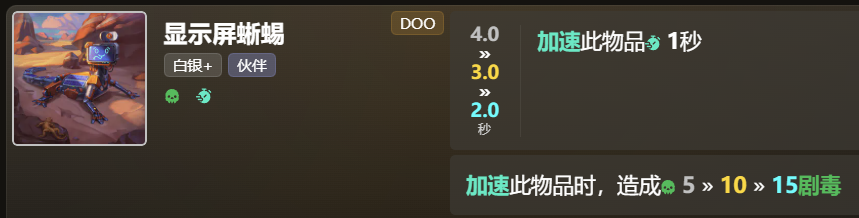 显示屏蜥蜴
DOO
白银+
伙伴
4.0
»
3.0
»
2.0
秒
加速此物品 1秒
加速此物品时，造成 5 » 10 » 15剧毒